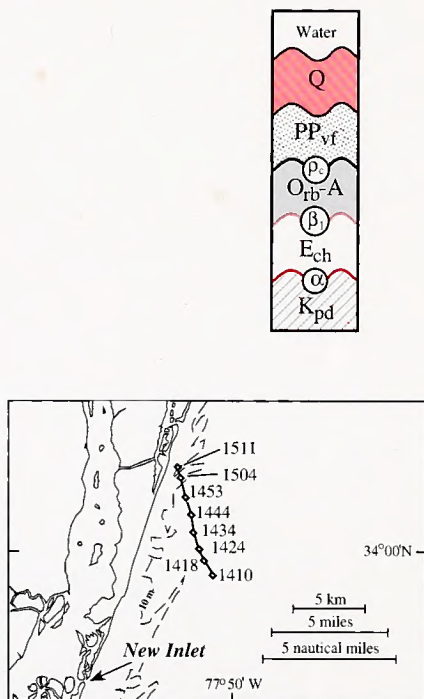 Water
Q
PPvf
ρc
Orb-A
β1
Ech
α
Kpd
1511
1504
1453
1444
1434
1424
1418
1410
34°00'N
10 m
5 km
5 miles
5 nautical miles
New Inlet
77°50' W